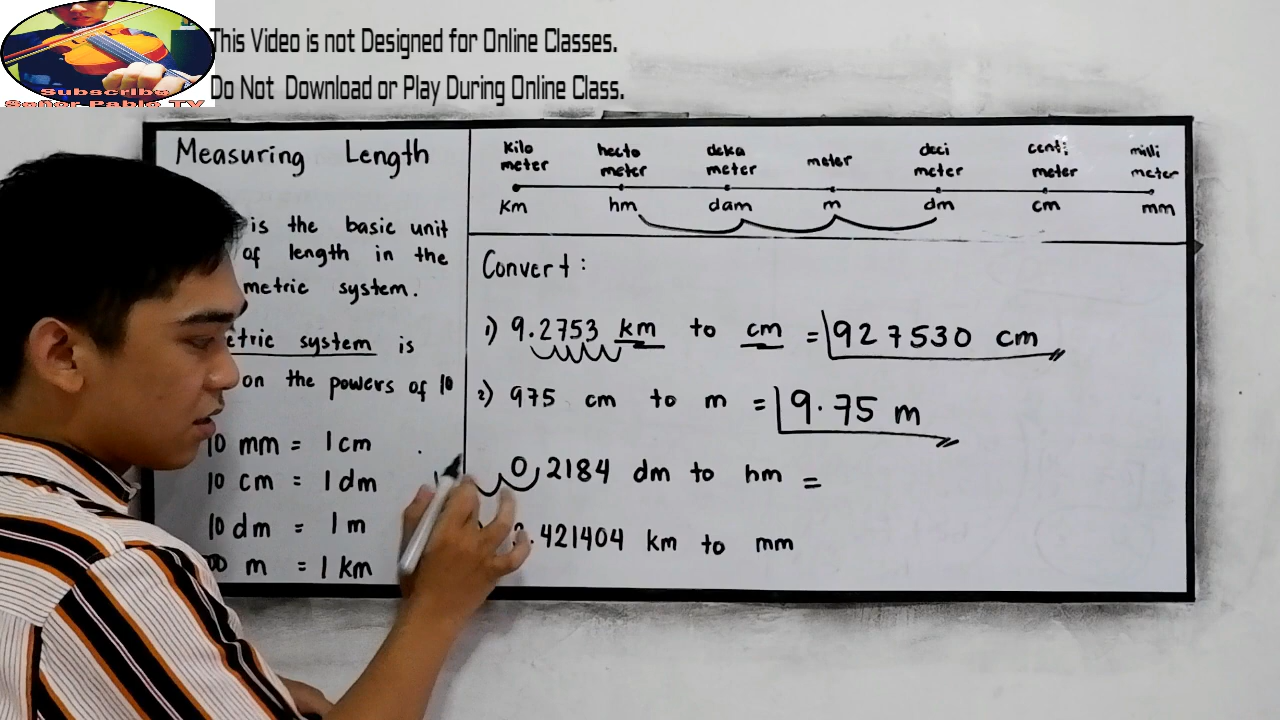 This Video is not Designed for Online Classes.
Do Not Download or Play During Online Class.
Subscribe
Señor Pablo TV
Measuring Length
is the basic unit
of length in the
metric system.
etric system is
on the powers of 10
10 mm = 1 cm
10 cm = 1 dm
10 dm = 1 m
m = 1 km
kilo meter
hecto meter
deka meter
meter
deci meter
centi meter
milli meter
Km hm dam m dm cm mm
Convert:
1) 9.2753 km to cm = 927530 cm
2) 975 cm to m = 9.75 m
0.2184 dm to hm =
.421404 km to mm